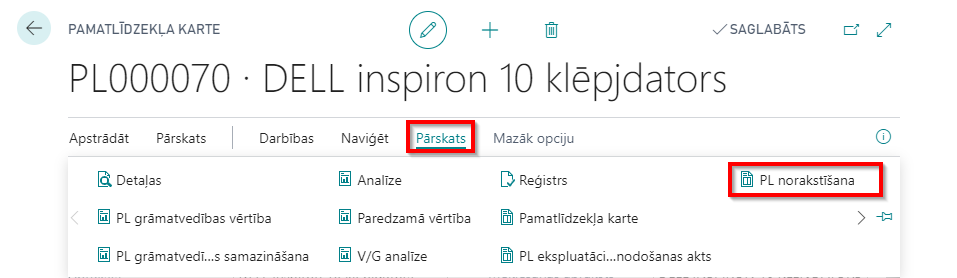 PAMATLĪDZEKĻA KARTE
SAGLABĀTS
PL000070 · DELL inspiron 10 klēpjdators
Apstrādāt Pārskats Darbības Naviģēt Pārskats Mazāk opciju
Detaļas Analīze Reģistrs PL norakstīšana
PL grāmatvedības vērtība Paredzamā vērtība Pamatlīdzekļa karte
PL grāmatvedī...s samazināšana V/G analīze PL ekspluatāci...nodošanas akts